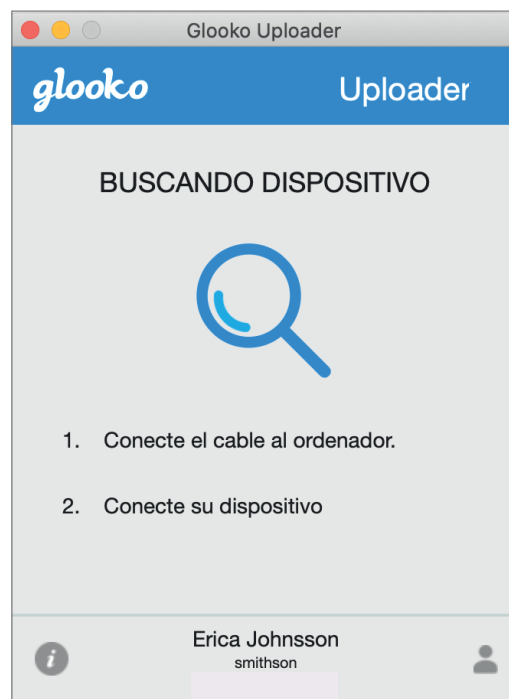 Glooko Uploader
glooko
Uploader
BUSCANDO DISPOSITIVO
1. Conecte el cable al ordenador.
2. Conecte su dispositivo
i
Erica Johnsson
smithson